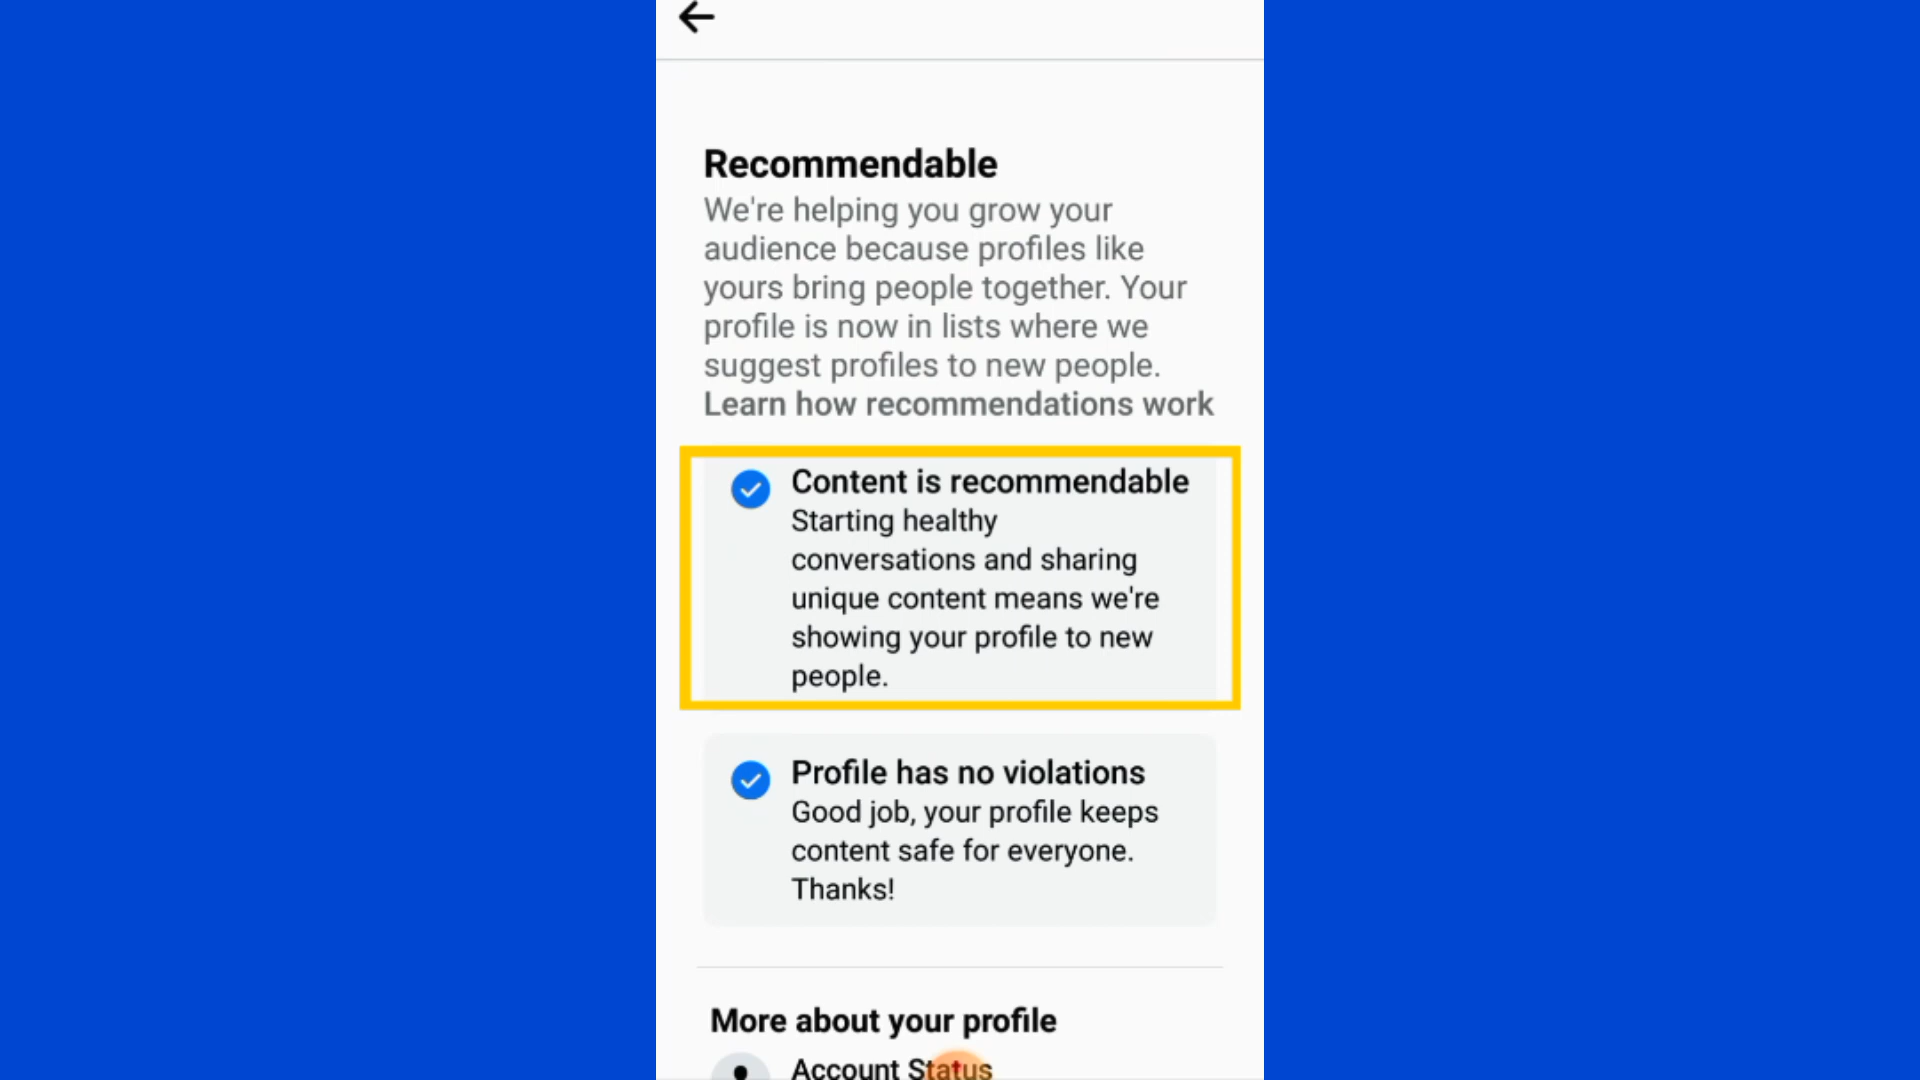 Recommendable
We're helping you grow your
audience because profiles like
yours bring people together. Your
profile is now in lists where we
suggest profiles to new people.
Learn how recommendations work
Content is recommendable
Starting healthy
conversations and sharing
unique content means we're
showing your profile to new
people.
Profile has no violations
Good job, your profile keeps
content safe for everyone.
Thanks!
More about your profile
Account Status